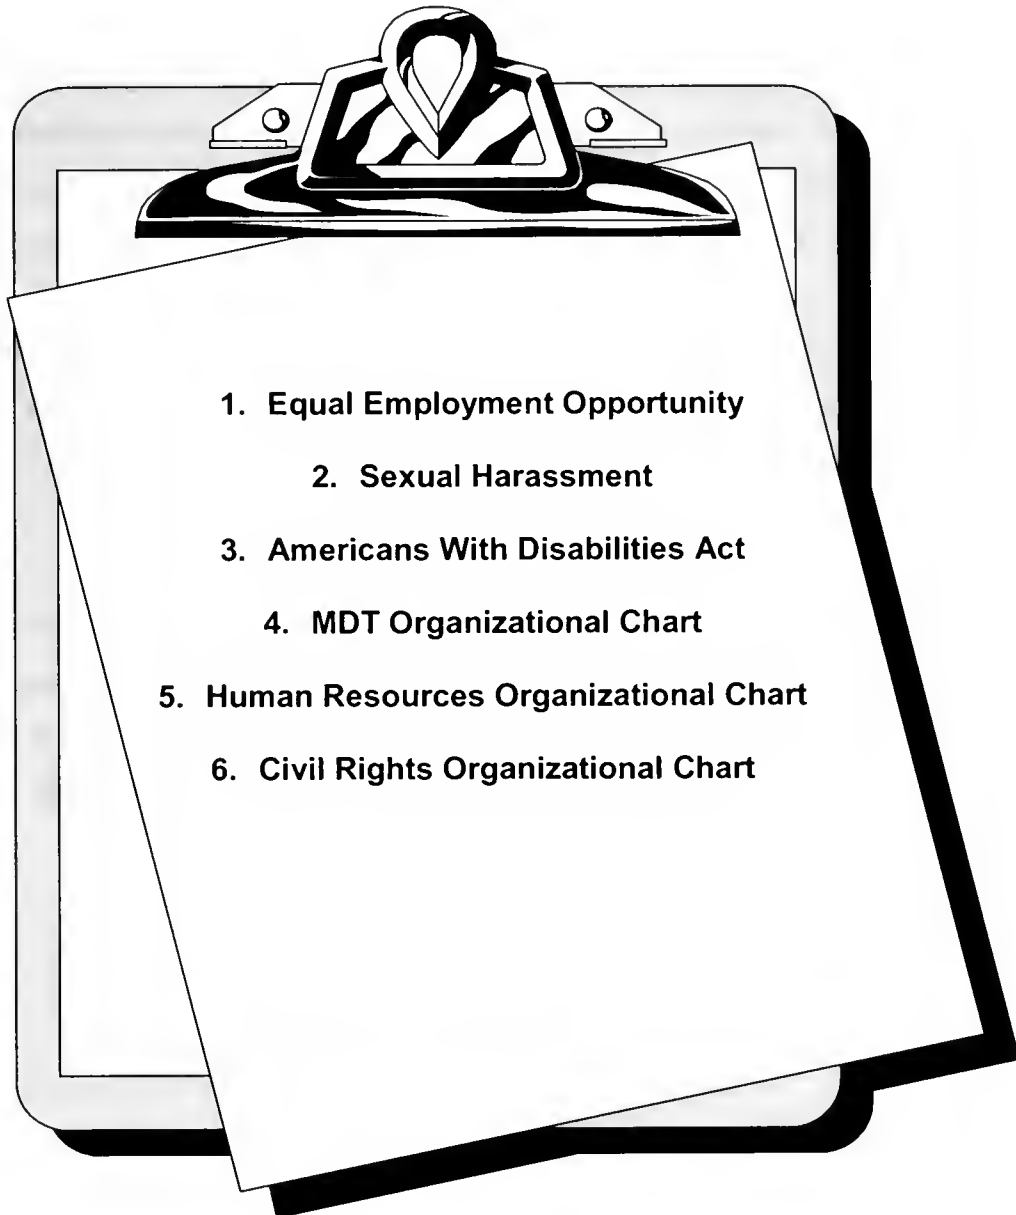 1. Equal Employment Opportunity
2. Sexual Harassment
3. Americans With Disabilities Act
4. MDT Organizational Chart
5. Human Resources Organizational Chart
6. Civil Rights Organizational Chart